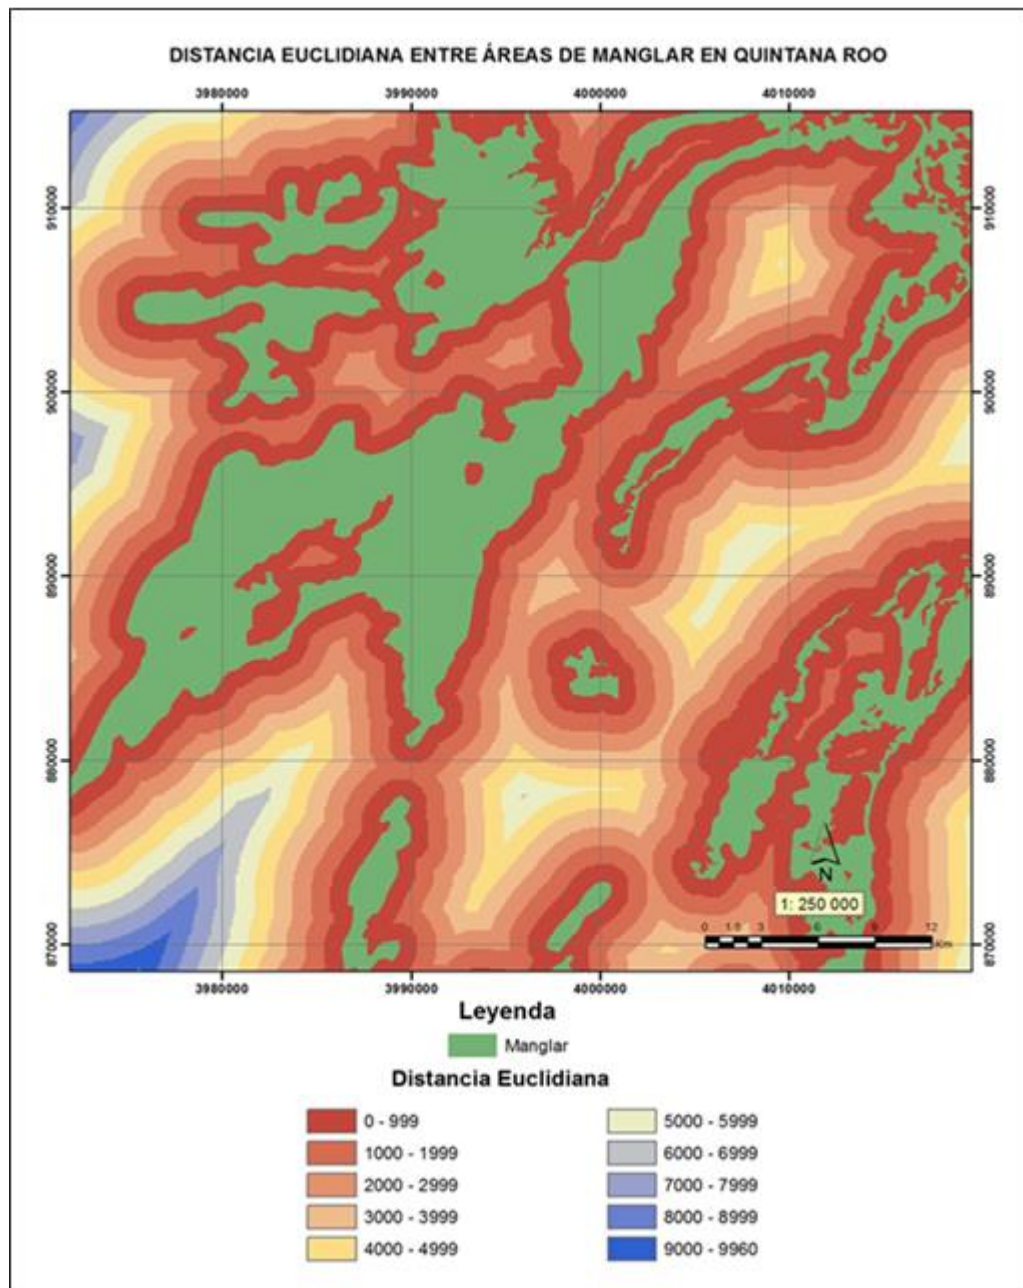 DISTANCIA EUCLIDIANA ENTRE ÁREAS DE MANGLAR EN QUINTANA ROO
3980000 3990000 4000000 4010000
910000 910000
900000 900000
890000 890000
880000 880000
N
1: 250 000
0 1.5 3 6 9 12
Km
870000 870000
3980000 3990000 4000000 4010000
Leyenda
Manglar
Distancia Euclidiana
0 - 999 5000 - 5999
1000 - 1999 6000 - 6999
2000 - 2999 7000 - 7999
3000 - 3999 8000 - 8999
4000 - 4999 9000 - 9960